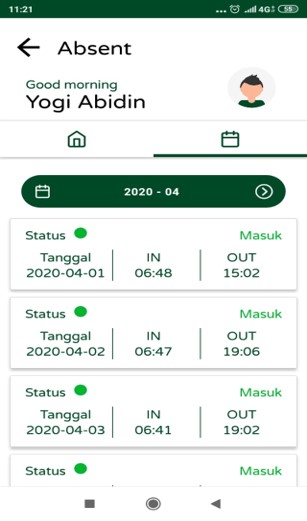 11:21
... 4G 59
Absent
Good morning
Yogi Abidin
2020 - 04
Status Masuk
Tanggal IN OUT
2020-04-01 06:48 15:02
Status Masuk
Tanggal IN OUT
2020-04-02 06:47 19:06
Status Masuk
Tanggal IN OUT
2020-04-03 06:41 19:02
Status Masuk